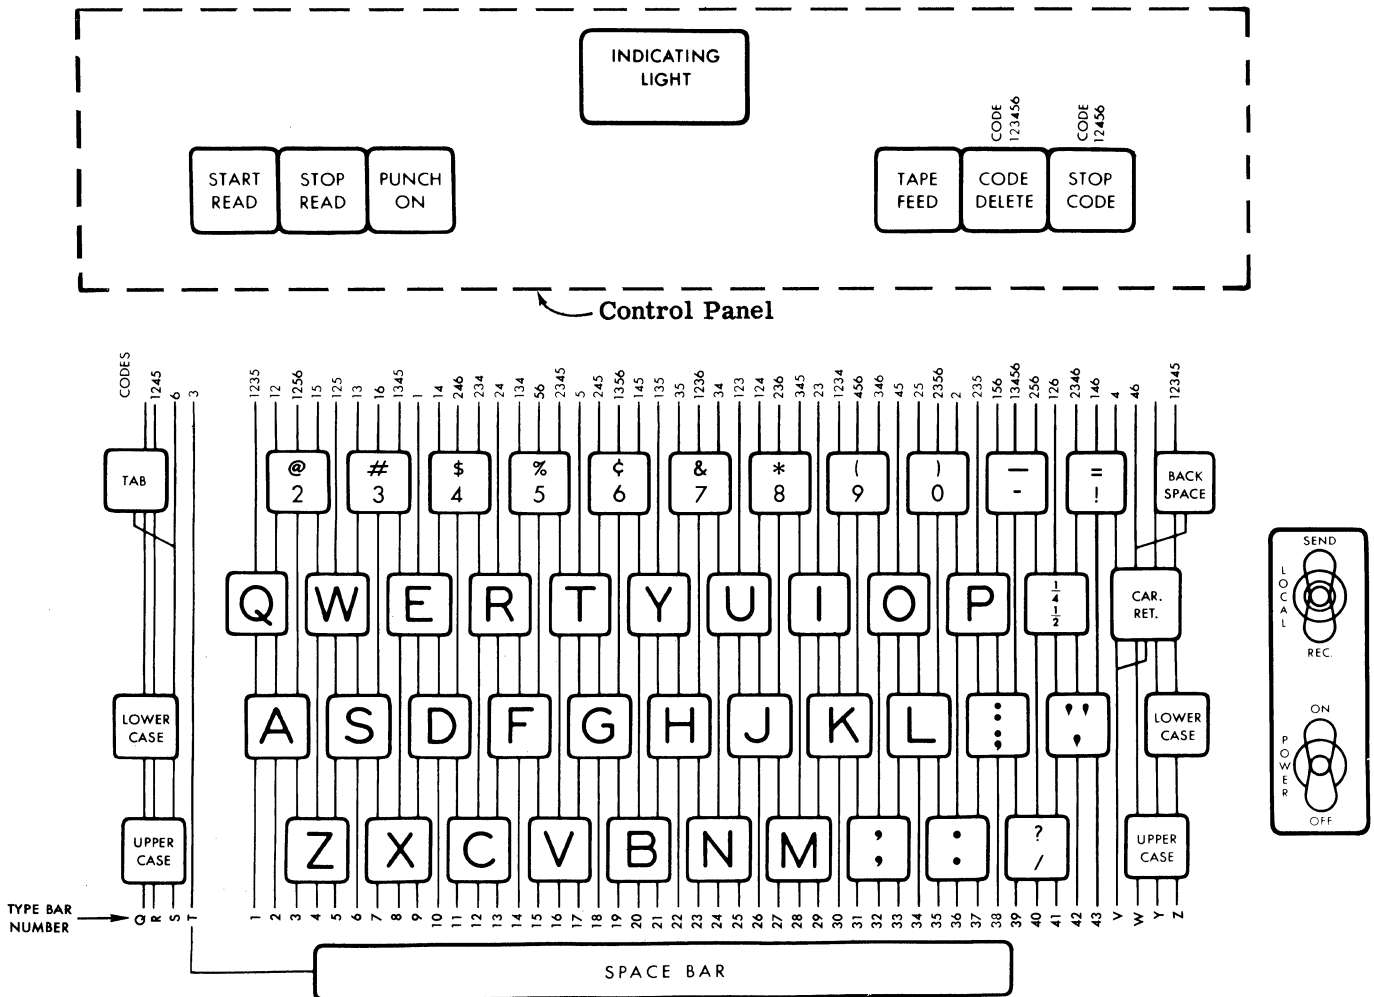 INDICATING
LIGHT
CODE
123456
CODE
12456
START
READ
STOP
READ
PUNCH
ON
TAPE
FEED
CODE
DELETE
STOP
CODE
Control Panel
CODES
1245
6
3
1235
12
1256
15
125
13
16
1345
1
14
246
234
24
134
56
2345
5
245
1356
145
135
35
1236
34
123
124
236
345
23
1234
456
346
45
25
2356
2
235
156
13456
256
126
2346
146
4
46
12345
TAB
@
2
#
3
$
4
%
5
¢
6
&
7
*
8
(
9
)
0
—
-
=
!
BACK
SPACE
Q
W
E
R
T
Y
U
I
O
P
1/4
1/2
CAR.
RET.
LOWER
CASE
A
S
D
F
G
H
J
K
L
:
;
' '
'
LOWER
CASE
UPPER
CASE
Z
X
C
V
B
N
M
;
:
?
/
UPPER
CASE
TYPE BAR
NUMBER
Q
R
S
T
1
2
3
4
5
6
7
8
9
10
11
12
13
14
15
16
17
18
19
20
21
22
23
24
25
26
27
28
29
30
31
32
33
34
35
36
37
38
39
40
41
42
43
V
W
Y
Z
SPACE BAR
SEND
LOCAL
REC.
ON
POWER
OFF